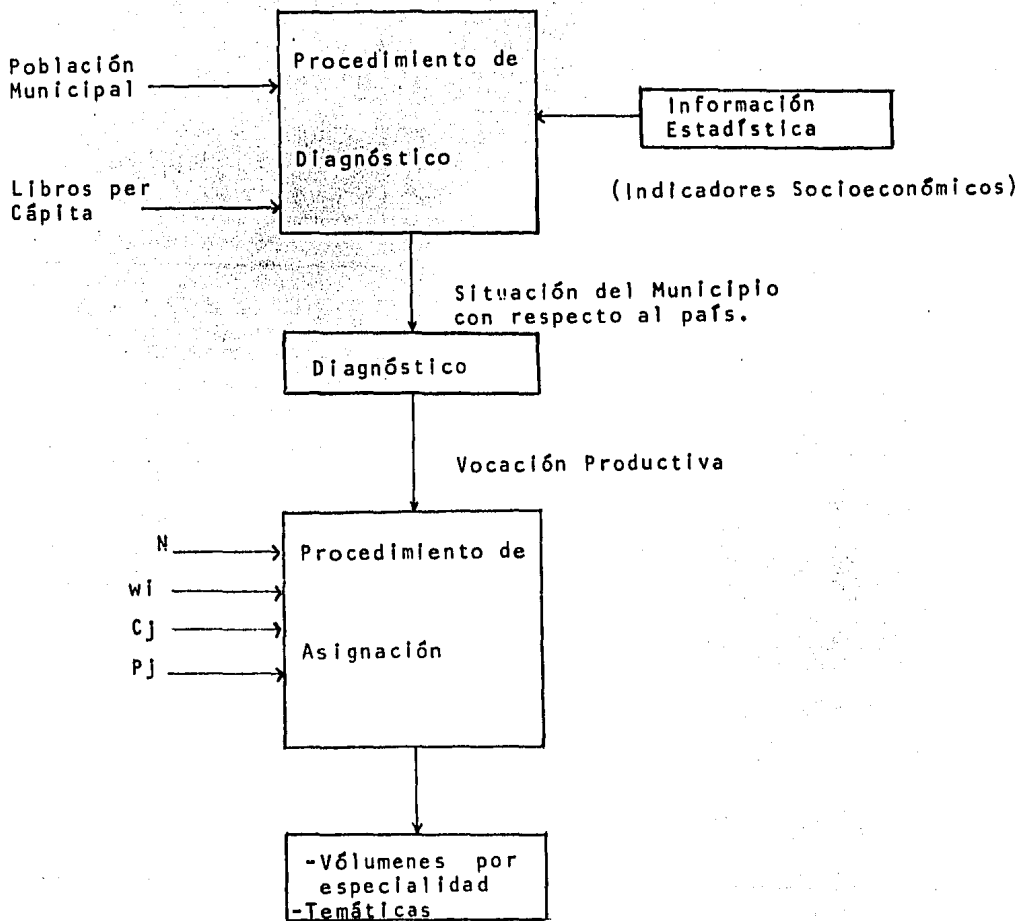 Población
Municipal
Procedimiento de
Información
Estadística
Diagnóstico
Libros per
Cápita
(Indicadores Socioeconómicos)
Situación del Municipio
con respecto al país.
Diagnóstico
Vocación Productiva
N
wi
Cj
Pj
Procedimiento de
Asignación
-Vólumenes por
especialidad
-Temáticas